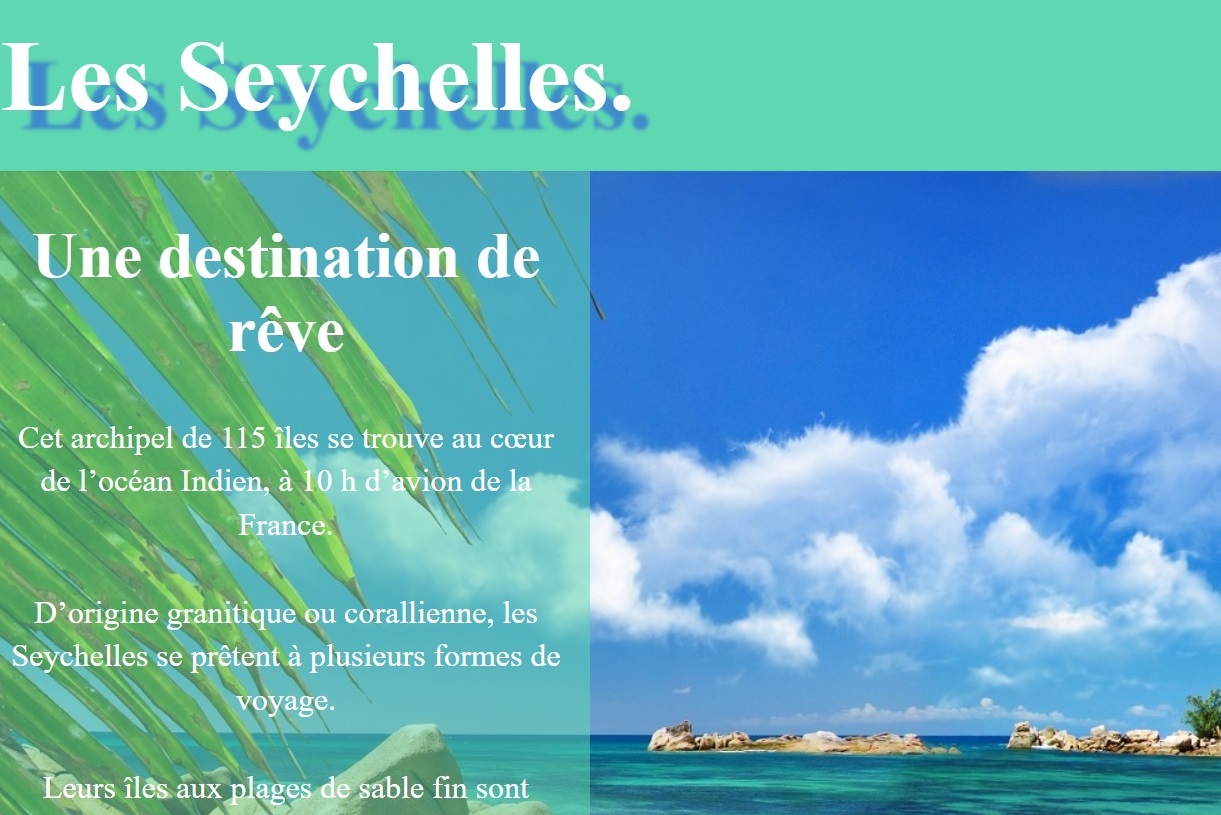 Les Seychelles.
Une destination de
rêve
Cet archipel de 115 îles se trouve au cœur
de l’océan Indien, à 10 h d’avion de la
France.
D’origine granitique ou corallienne, les
Seychelles se prêtent à plusieurs formes de
voyage.
Leurs îles aux plages de sable fin sont